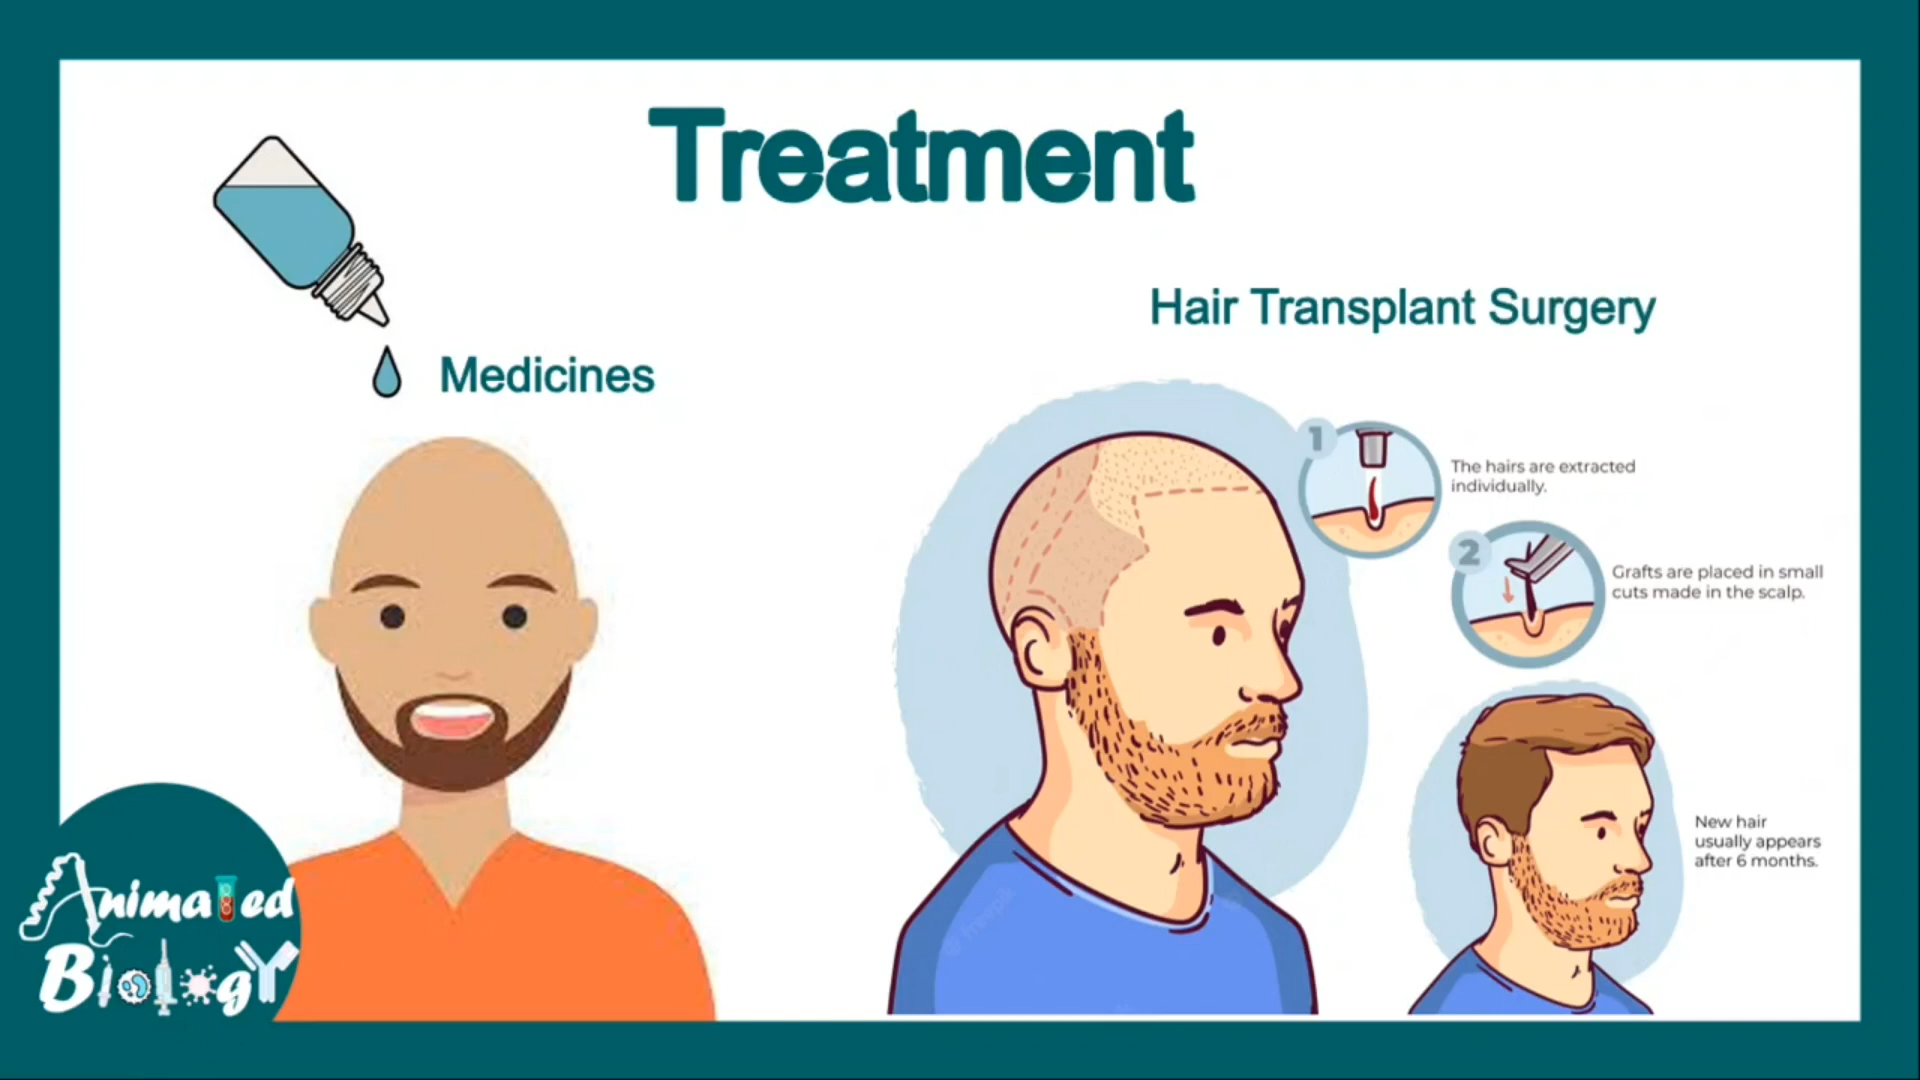 Treatment
Medicines
Hair Transplant Surgery
1
The hairs are extracted
individually.
2
Grafts are placed in small
cuts made in the scalp.
New hair
usually appears
after 6 months.
Animated
Biology
freepik